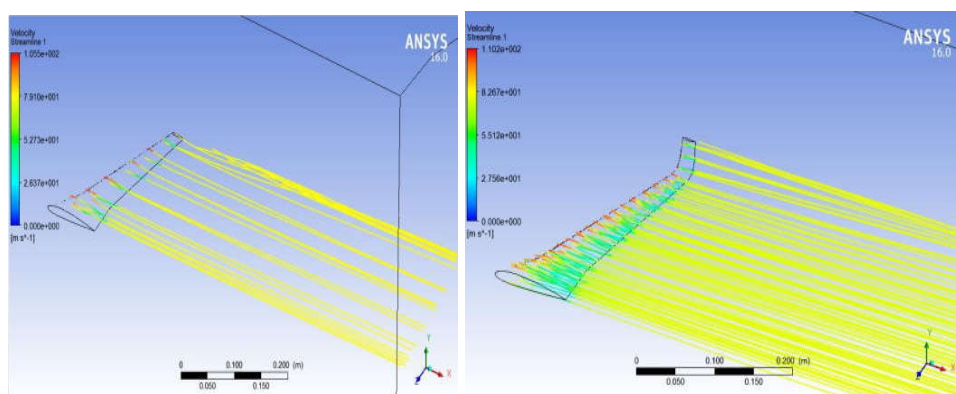 Velocity
Streamline 1
1.055e+002
7.910e+001
5.273e+001
2.637e+001
0.000e+000
[m s^-1]
ANSYS
16.0
0 0.100 0.200 (m)
0.050 0.150
Y
X
Z
Velocity
Streamline 1
1.102e+002
8.267e+001
5.512e+001
2.756e+001
0.000e+000
[m s^-1]
ANSYS
16.0
0 0.100 0.200 (m)
0.050 0.150
Y
X
Z